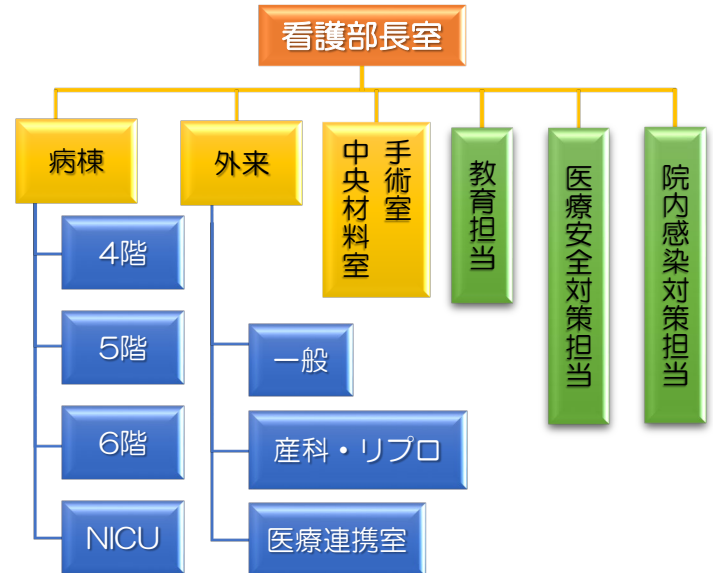 看護部長室
病棟
外来
手術室
中央材料室
教育担当
医療安全対策担当
院内感染対策担当
4階
5階
6階
NICU
一般
産科・リプロ
医療連携室